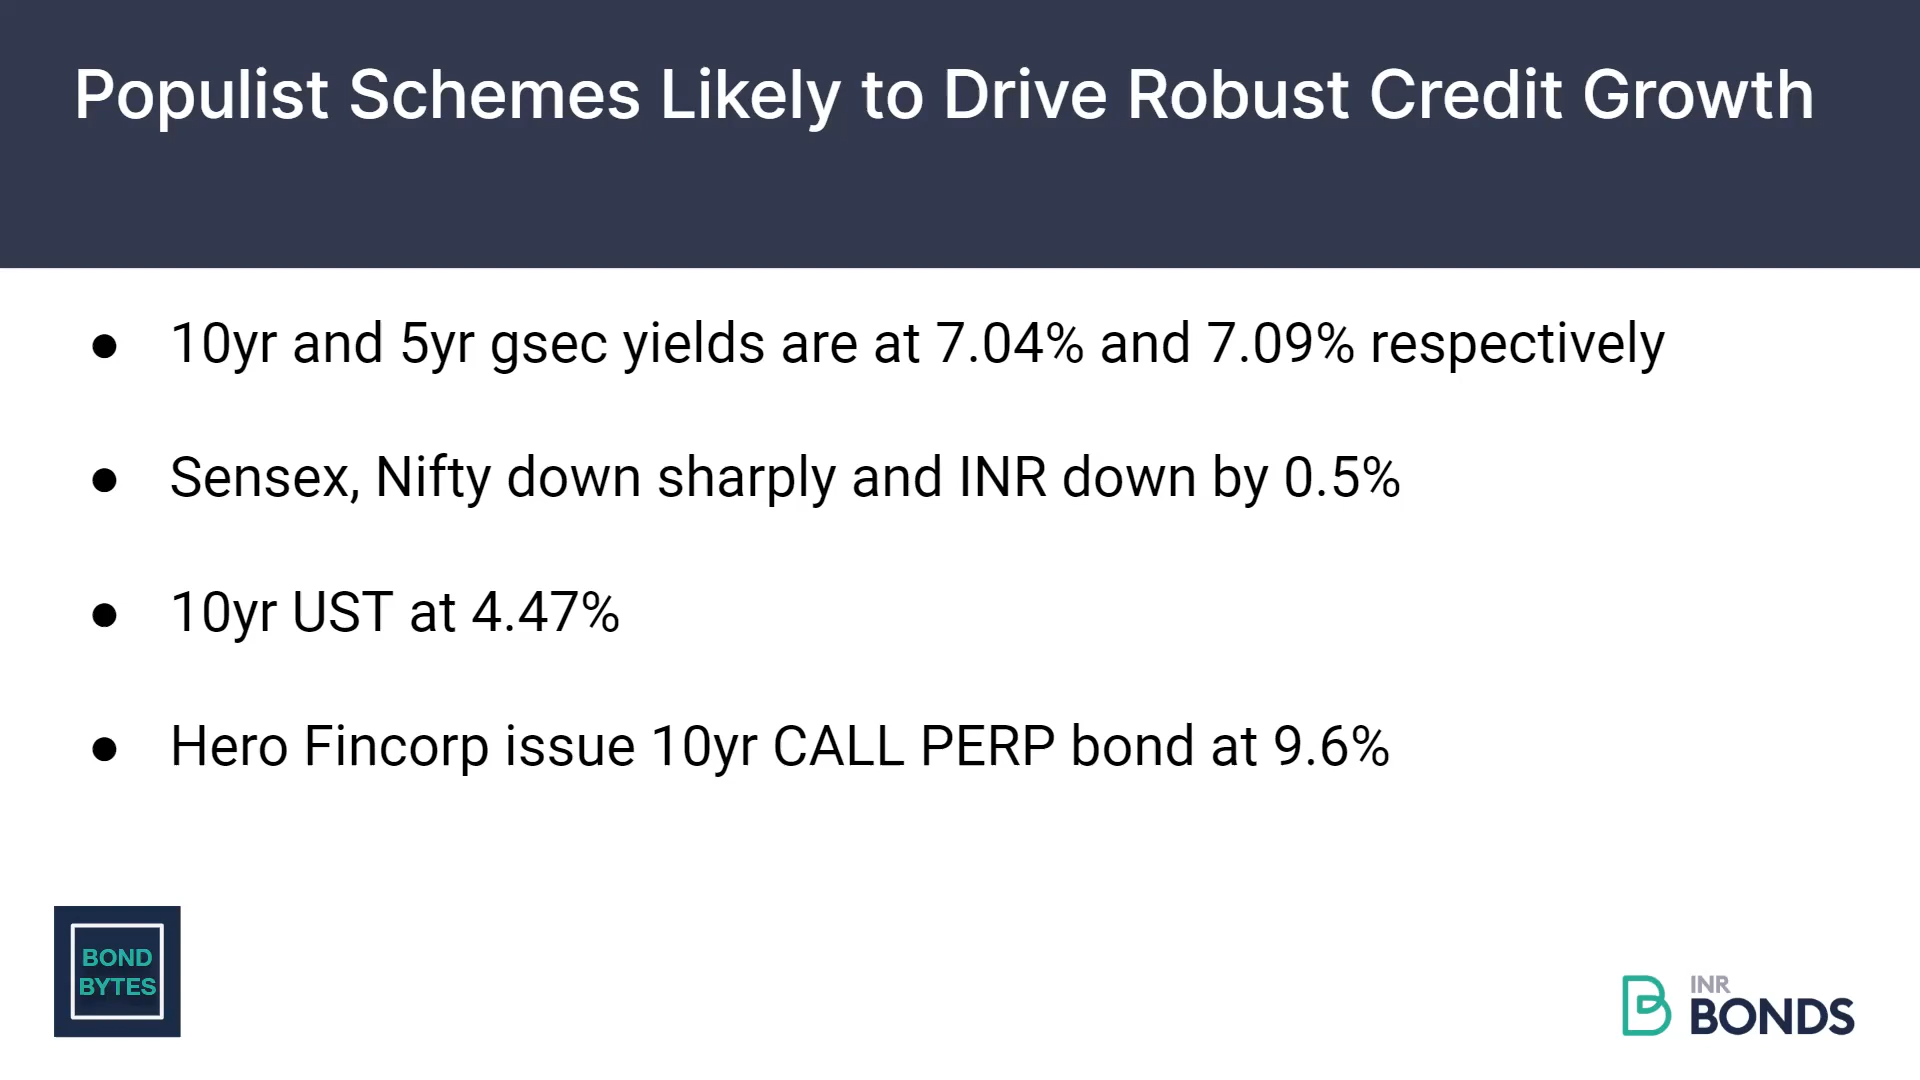 Populist Schemes Likely to Drive Robust Credit Growth
● 10yr and 5yr gsec yields are at 7.04% and 7.09% respectively
● Sensex, Nifty down sharply and INR down by 0.5%
● 10yr UST at 4.47%
● Hero Fincorp issue 10yr CALL PERP bond at 9.6%
BOND
BYTES
INR
BONDS